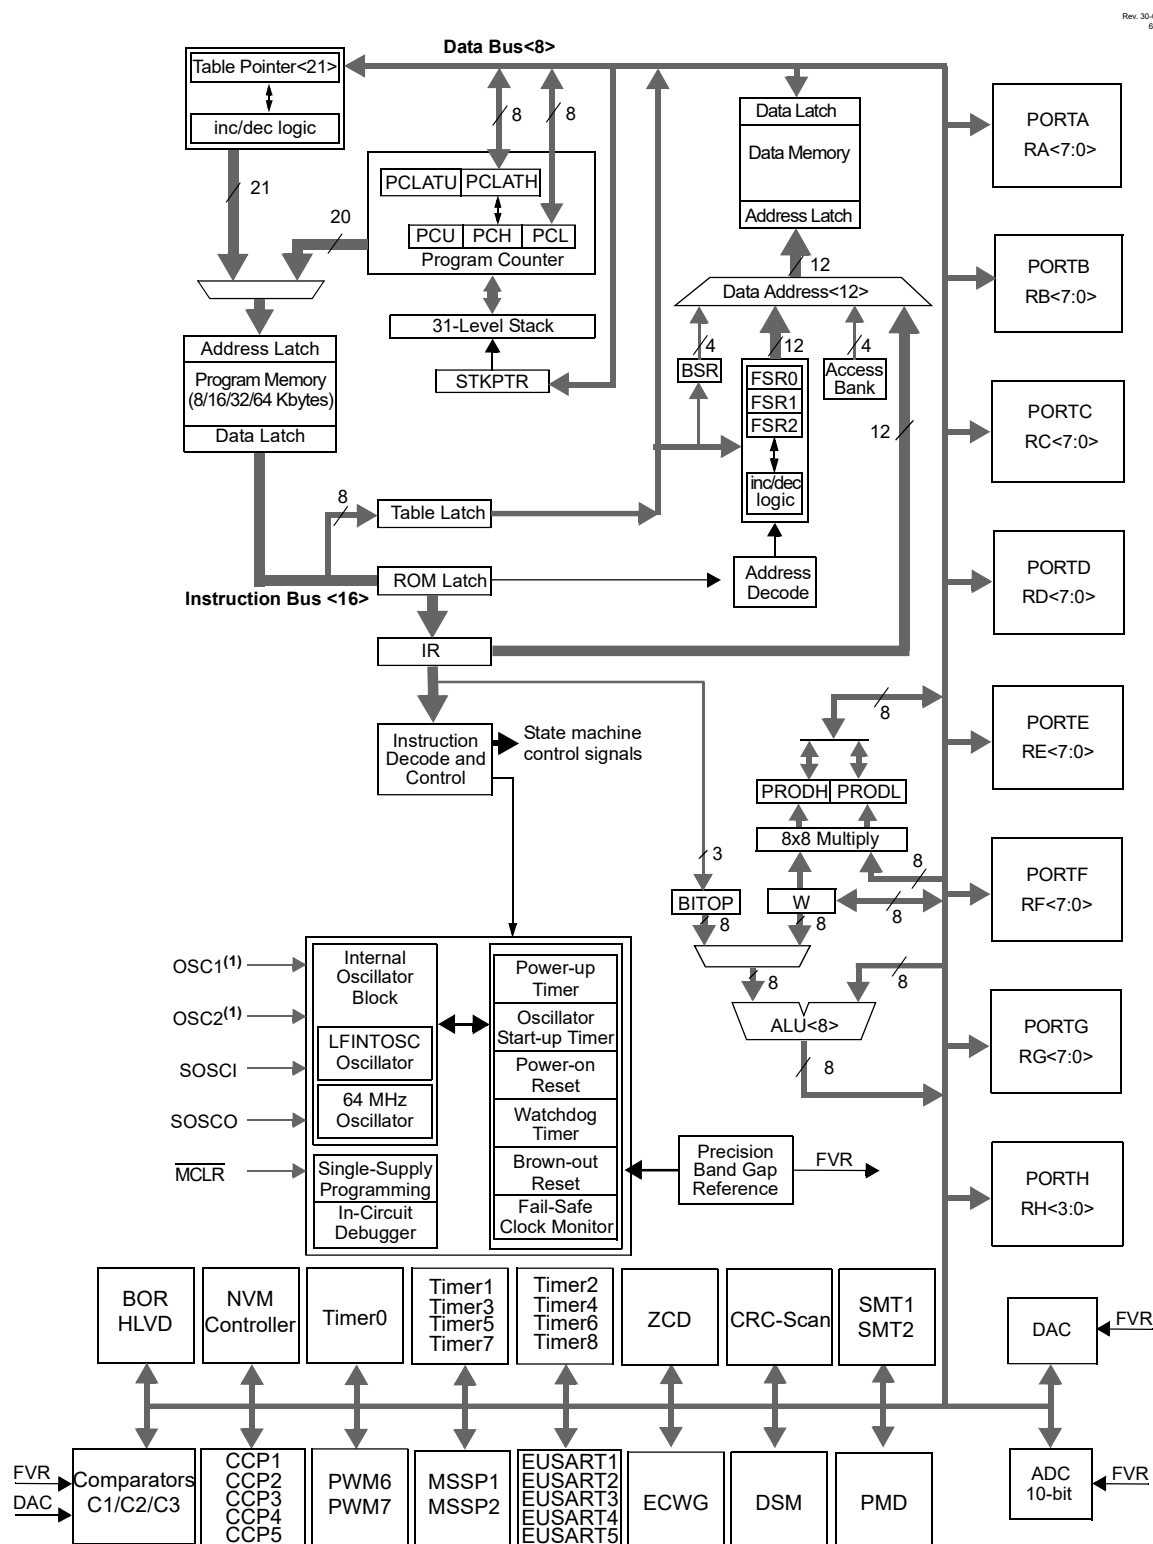 Rev. 30-
6
Data Bus<8>
Table Pointer<21>
inc/dec logic
21
20
8
8
PCLATU
PCLATH
PCU
PCH
PCL
Program Counter
31-Level Stack
STKPTR
Data Latch
Data Memory
Address Latch
12
Data Address<12>
4
12
4
BSR
FSR0
FSR1
FSR2
inc/dec
logic
Access
Bank
12
Address
Decode
Address Latch
Program Memory
(8/16/32/64 Kbytes)
Data Latch
8
Table Latch
ROM Latch
Instruction Bus <16>
IR
Instruction
Decode and
Control
State machine
control signals
8
PRODH
PRODL
8x8 Multiply
3
8
BITOP
W
8
8
8
8
8
ALU<8>
8
PORTA
RA<7:0>
PORTB
RB<7:0>
PORTC
RC<7:0>
PORTD
RD<7:0>
PORTE
RE<7:0>
PORTF
RF<7:0>
PORTG
RG<7:0>
PORTH
RH<3:0>
OSC1(1)
OSC2(1)
SOSCI
SOSCO
MCLR
Internal
Oscillator
Block
LFINTOSC
Oscillator
64 MHz
Oscillator
Single-Supply
Programming
In-Circuit
Debugger
Power-up
Timer
Oscillator
Start-up Timer
Power-on
Reset
Watchdog
Timer
Brown-out
Reset
Fail-Safe
Clock Monitor
Precision
Band Gap
Reference
FVR
BOR
HLVD
NVM
Controller
Timer0
Timer1
Timer3
Timer5
Timer7
Timer2
Timer4
Timer6
Timer8
ZCD
CRC-Scan
SMT1
SMT2
DAC
FVR
FVR
DAC
Comparators
C1/C2/C3
CCP1
CCP2
CCP3
CCP4
CCP5
PWM6
PWM7
MSSP1
MSSP2
EUSART1
EUSART2
EUSART3
EUSART4
EUSART5
ECWG
DSM
PMD
ADC
10-bit
FVR